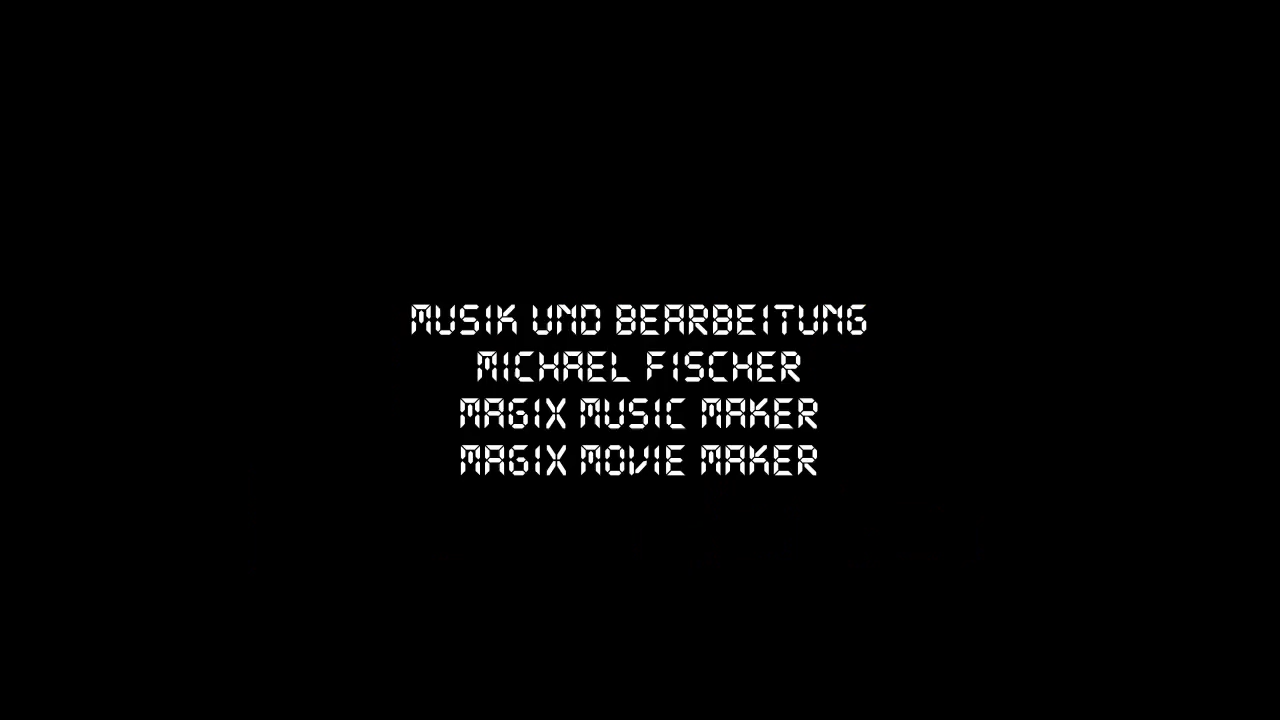 MUSIK UND BEARBEITUNG
MICHAEL FISCHER
MAGIX MUSIC MAKER
MAGIX MOVIE MAKER